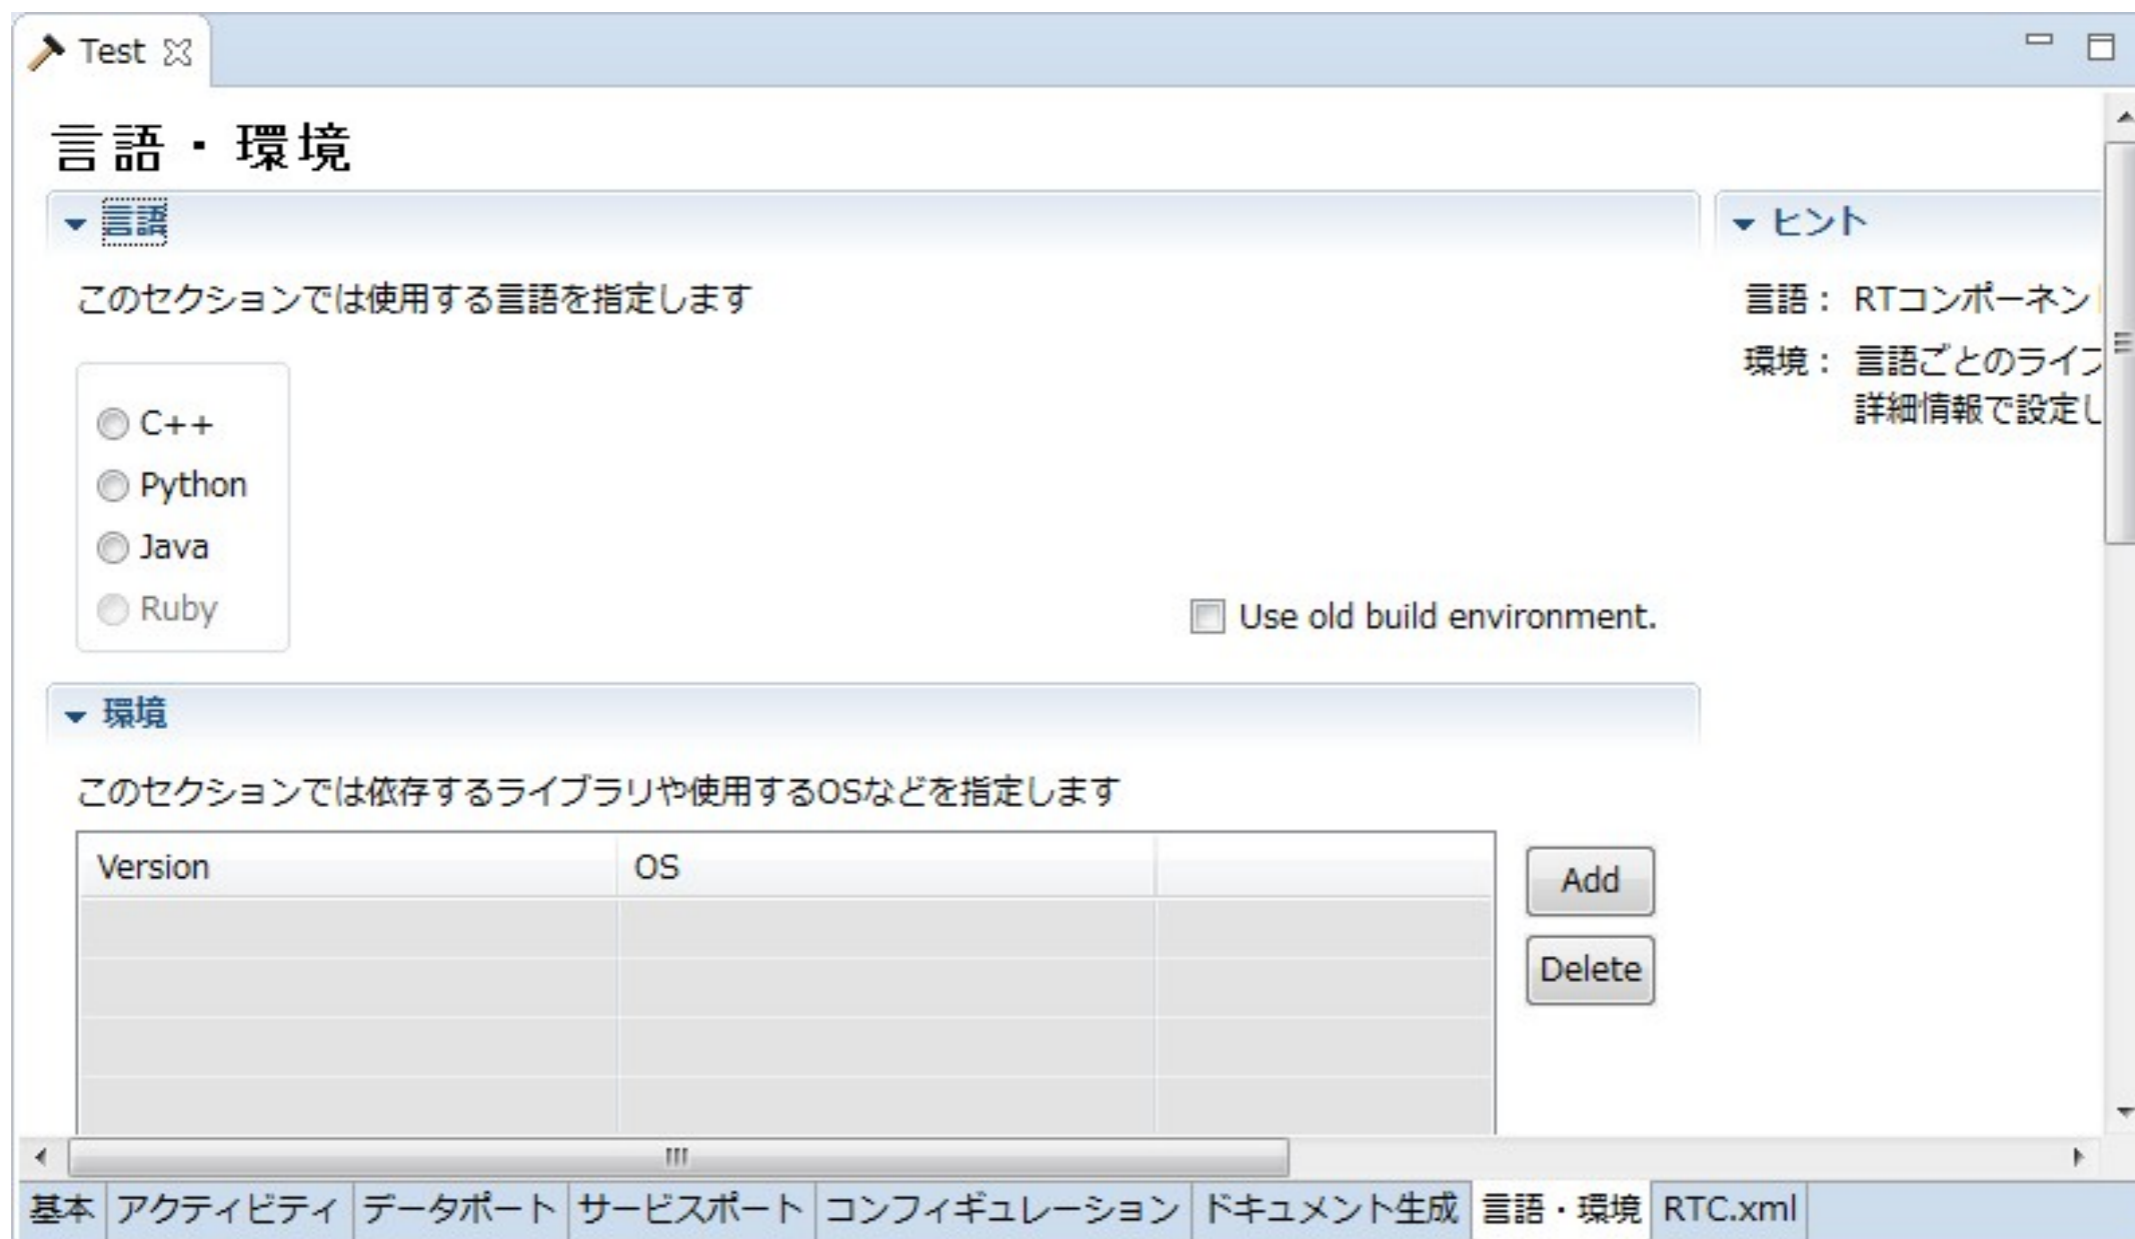 Test
言語・環境
言語
このセクションでは使用する言語を指定します
C++
Python
Java
Ruby
Use old build environment.
ヒント
言語： RTコンポーネン
環境： 言語ごとのライブ
詳細情報で設定し
環境
このセクションでは依存するライブラリや使用するOSなどを指定します
Version OS
Add
Delete
基本 アクティビティ データポート サービスポート コンフィギュレーション ドキュメント生成 言語・環境 RTC.xml